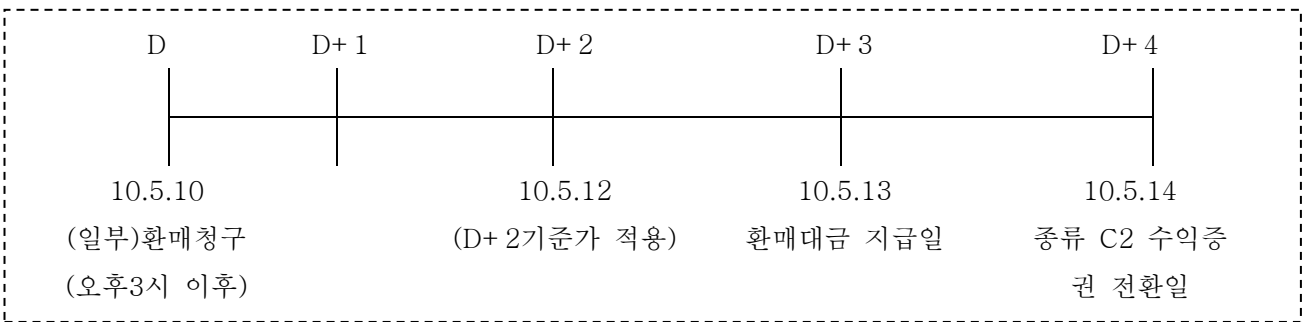 D D+1 D+2 D+3 D+4
10.5.10 10.5.12 10.5.13 10.5.14
(일부)환매청구 (D+2기준가 적용) 환매대금 지급일 종류 C2 수익증
(오후3시 이후) 권 전환일